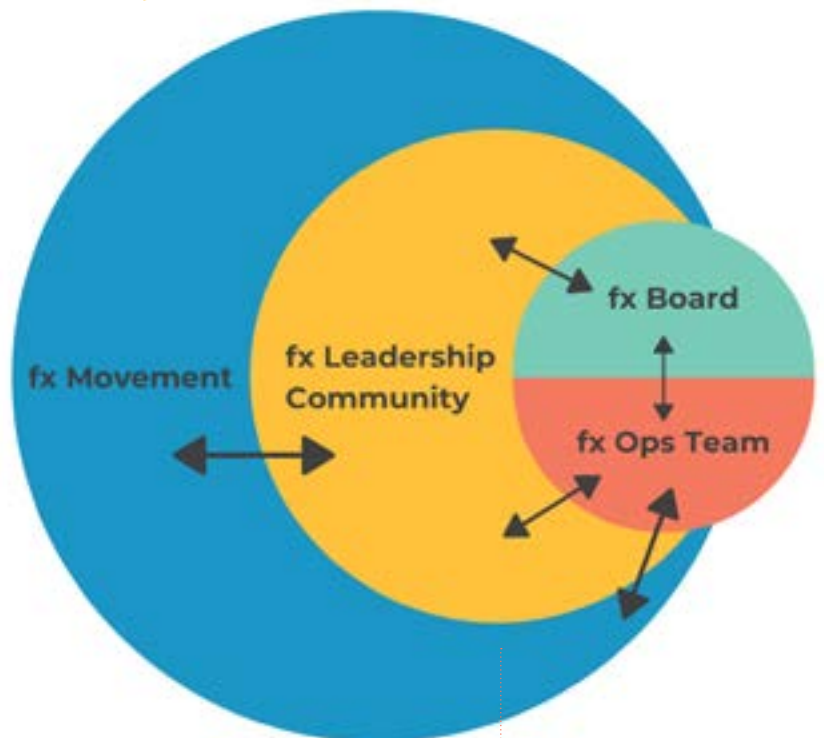 fx Board
fx Leadership
Community
fx Movement
fx Ops Team